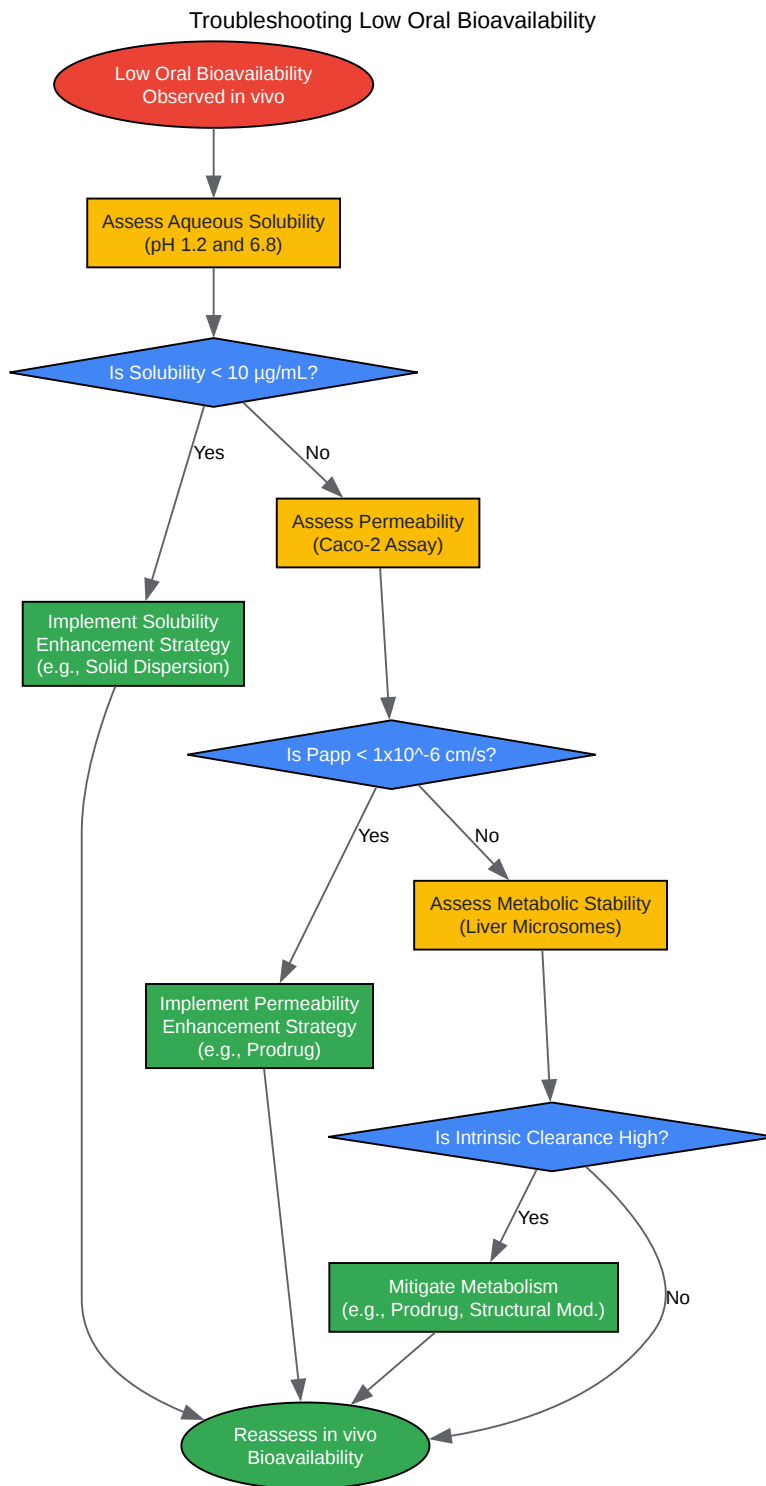 Troubleshooting Low Oral Bioavailability
Low Oral Bioavailability
Observed in vivo
Assess Aqueous Solubility
(pH 1.2 and 6.8)
Is Solubility < 10 µg/mL?
Yes
No
Assess Permeability
(Caco-2 Assay)
Implement Solubility
Enhancement Strategy
(e.g., Solid Dispersion)
Is Papp < 1x10^-6 cm/s?
Yes
No
Assess Metabolic Stability
(Liver Microsomes)
Implement Permeability
Enhancement Strategy
(e.g., Prodrug)
Is Intrinsic Clearance High?
Yes
No
Mitigate Metabolism
(e.g., Prodrug, Structural Mod.)
Reassess in vivo
Bioavailability